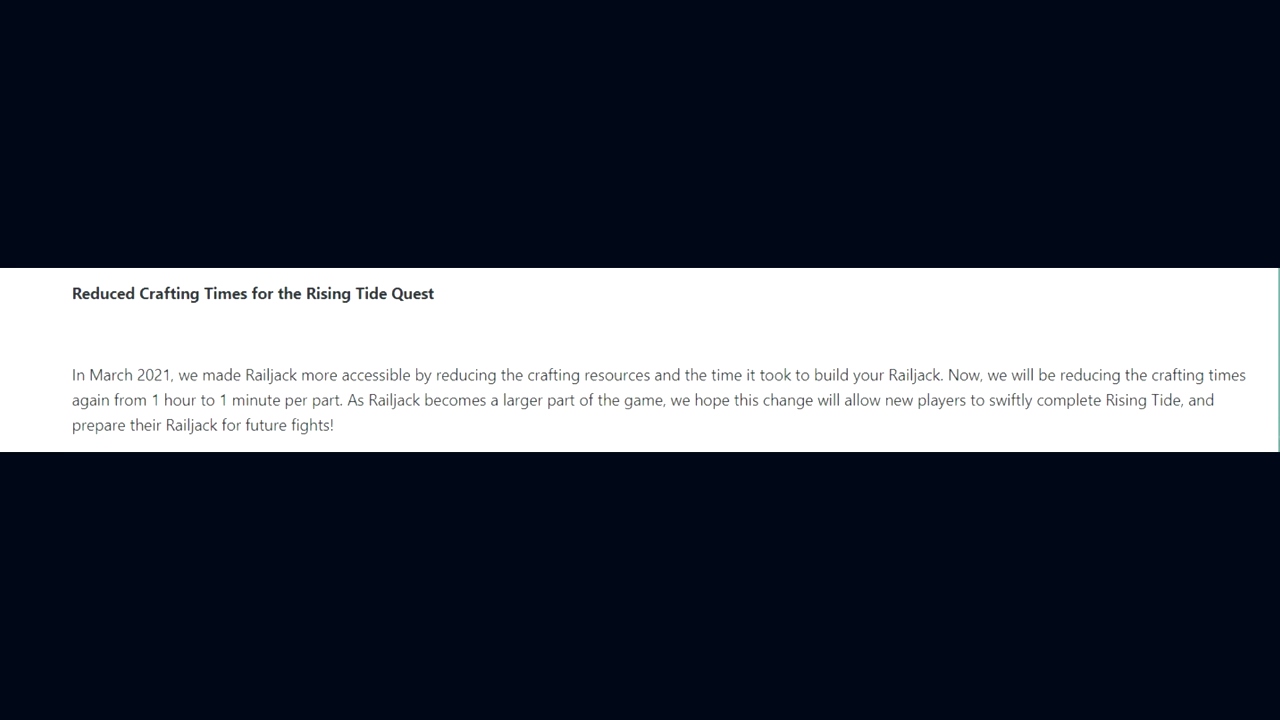 Reduced Crafting Times for the Rising Tide Quest
In March 2021, we made Railjack more accessible by reducing the crafting resources and the time it took to build your Railjack. Now, we will be reducing the crafting times
again from 1 hour to 1 minute per part. As Railjack becomes a larger part of the game, we hope this change will allow new players to swiftly complete Rising Tide, and
prepare their Railjack for future fights!